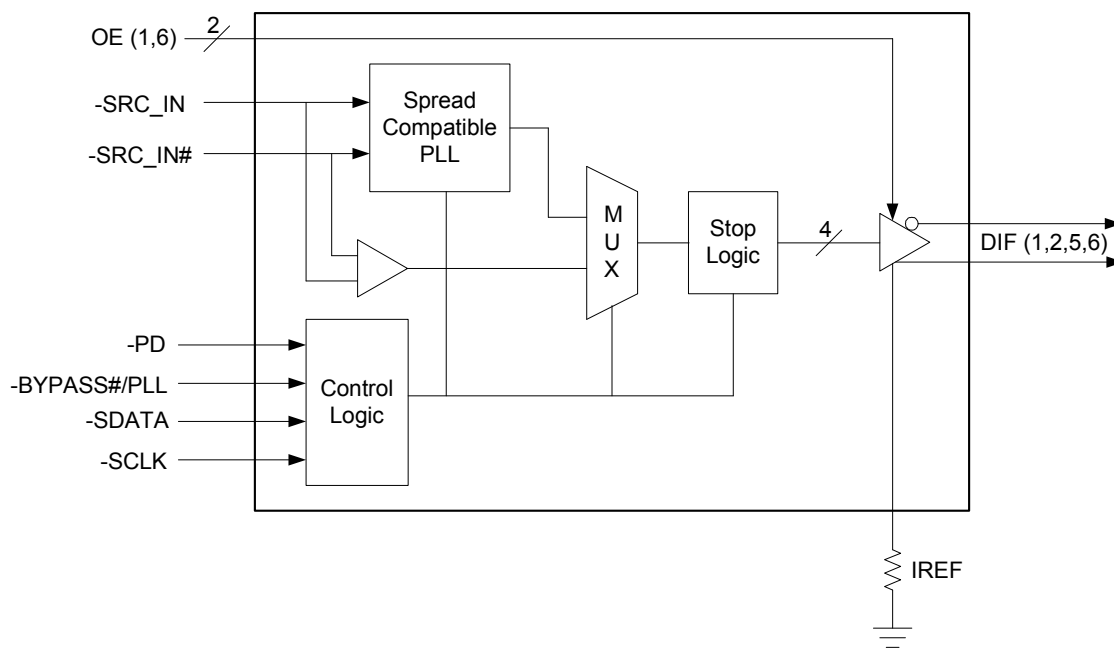 OE (1,6)
2
-SRC_IN
-SRC_IN#
Spread
Compatible
PLL
M
U
X
Stop
Logic
4
DIF (1,2,5,6)
-PD
-BYPASS#/PLL
-SDATA
-SCLK
Control
Logic
IREF